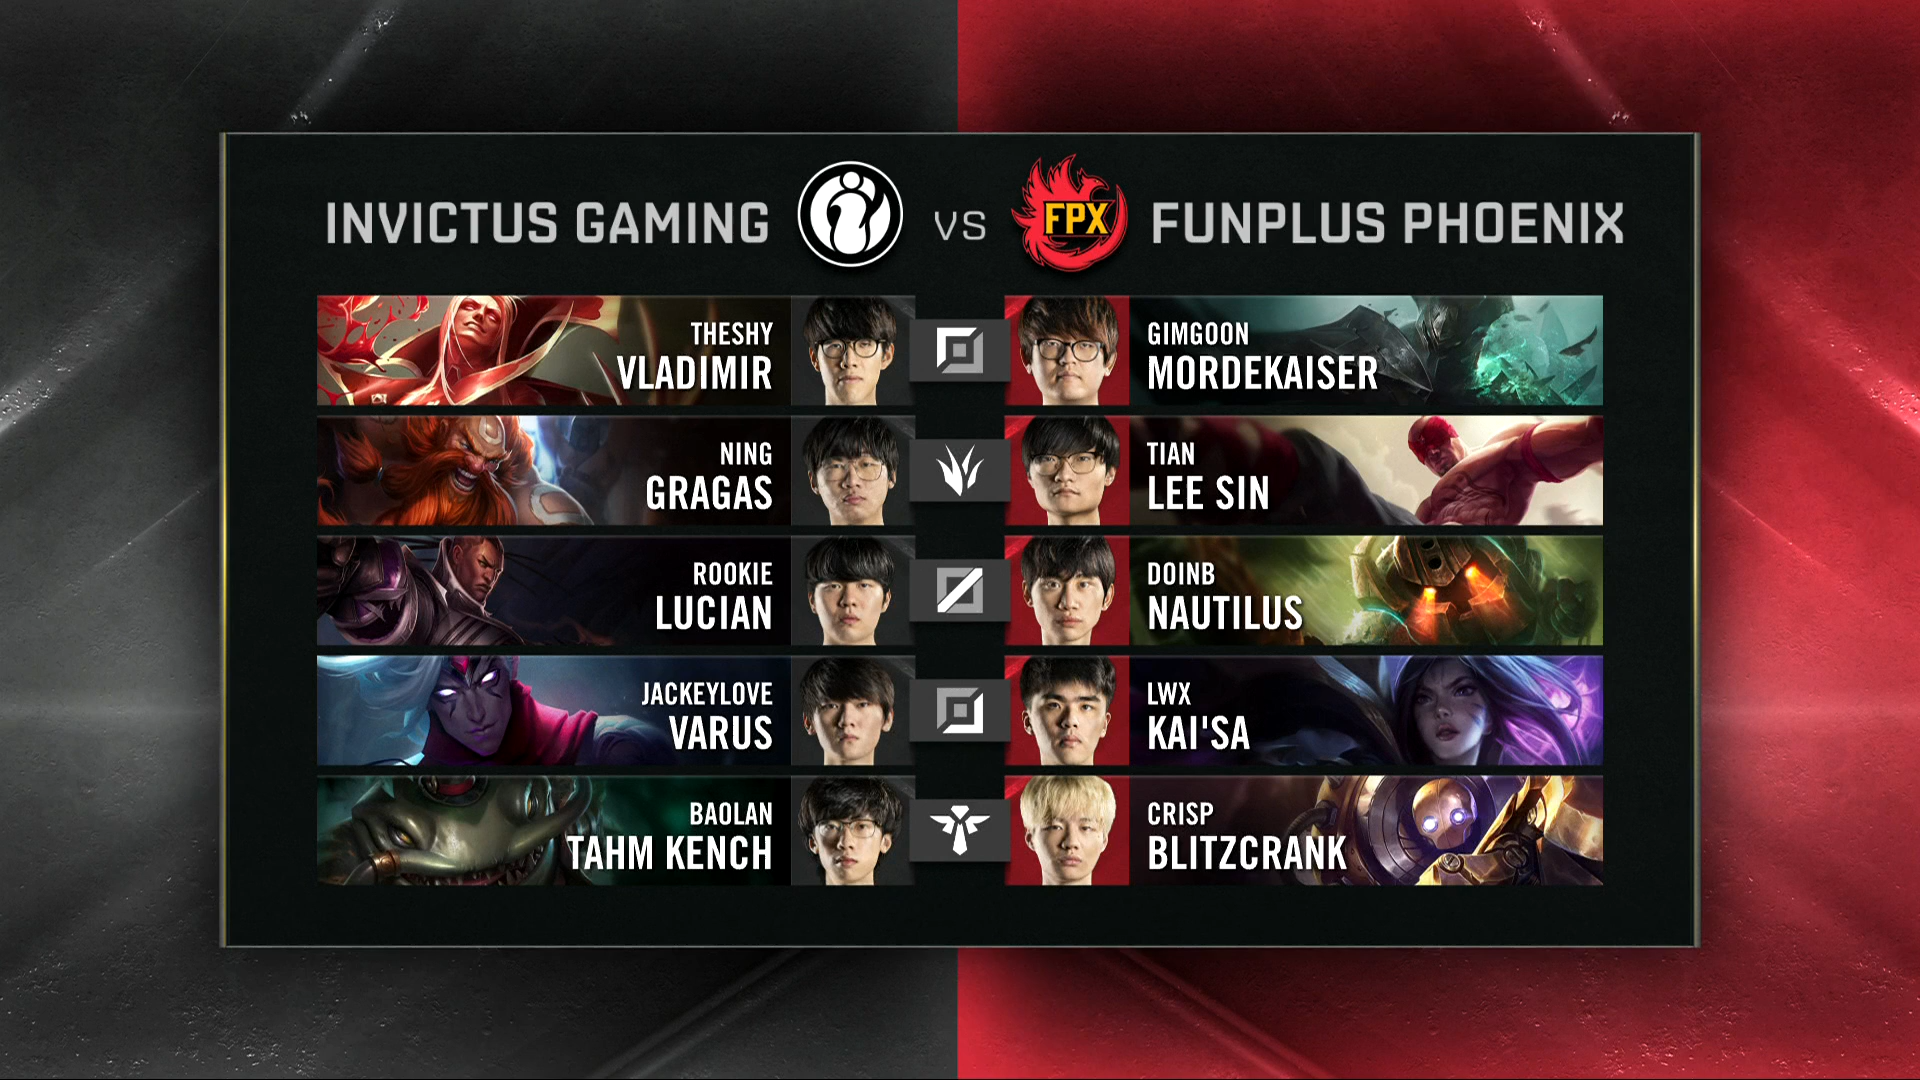 INVICTUS GAMING VS FPX FUNPLUS PHOENIX
THESHY
VLADIMIR
GIMGOON
MORDEKAISER
NING
GRAGAS
TIAN
LEE SIN
ROOKIE
LUCIAN
DOINB
NAUTILUS
JACKEYLOVE
VARUS
LWX
KAI'SA
BAOLAN
TAHM KENCH
CRISP
BLITZCRANK